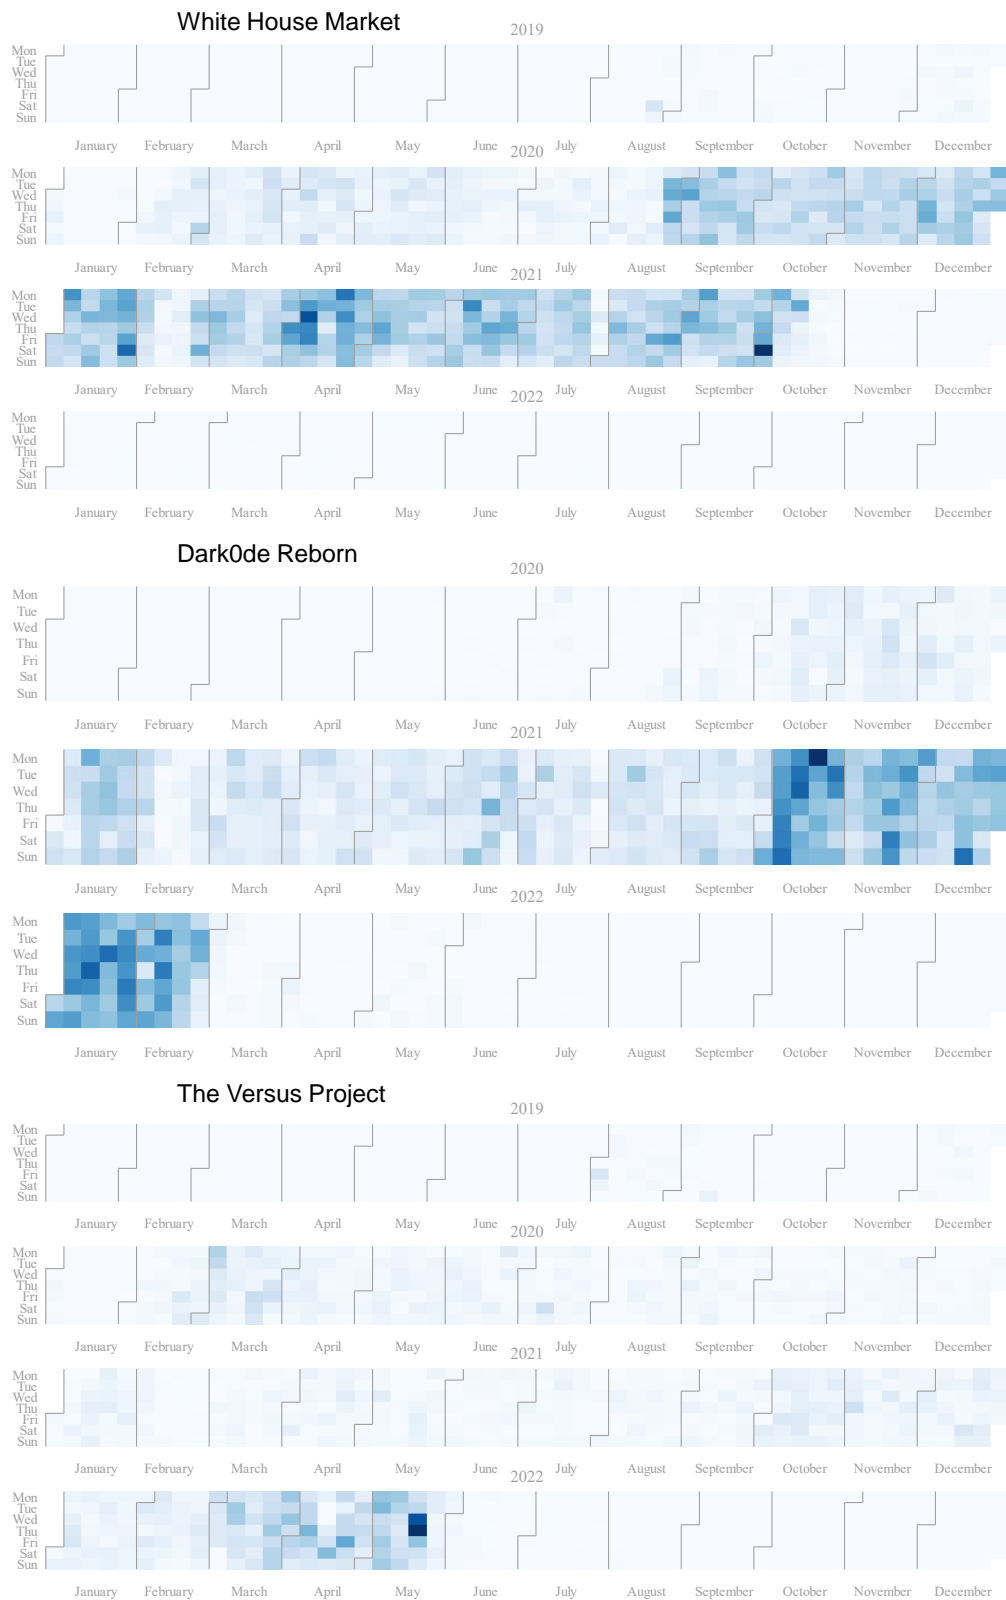 White House Market
2019
Mon
Tue
Wed
Thu
Fri
Sat
Sun
January February March April May June July August September October November December
2020
Mon
Tue
Wed
Thu
Fri
Sat
Sun
January February March April May June July August September October November December
2021
Mon
Tue
Wed
Thu
Fri
Sat
Sun
January February March April May June July August September October November December
2022
Mon
Tue
Wed
Thu
Fri
Sat
Sun
January February March April May June July August September October November December
Dark0de Reborn
2020
Mon
Tue
Wed
Thu
Fri
Sat
Sun
January February March April May June July August September October November December
2021
Mon
Tue
Wed
Thu
Fri
Sat
Sun
January February March April May June July August September October November December
2022
Mon
Tue
Wed
Thu
Fri
Sat
Sun
January February March April May June July August September October November December
The Versus Project
2019
Mon
Tue
Wed
Thu
Fri
Sat
Sun
January February March April May June July August September October November December
2020
Mon
Tue
Wed
Thu
Fri
Sat
Sun
January February March April May June July August September October November December
2021
Mon
Tue
Wed
Thu
Fri
Sat
Sun
January February March April May June July August September October November December
2022
Mon
Tue
Wed
Thu
Fri
Sat
Sun
January February March April May June July August September October November December